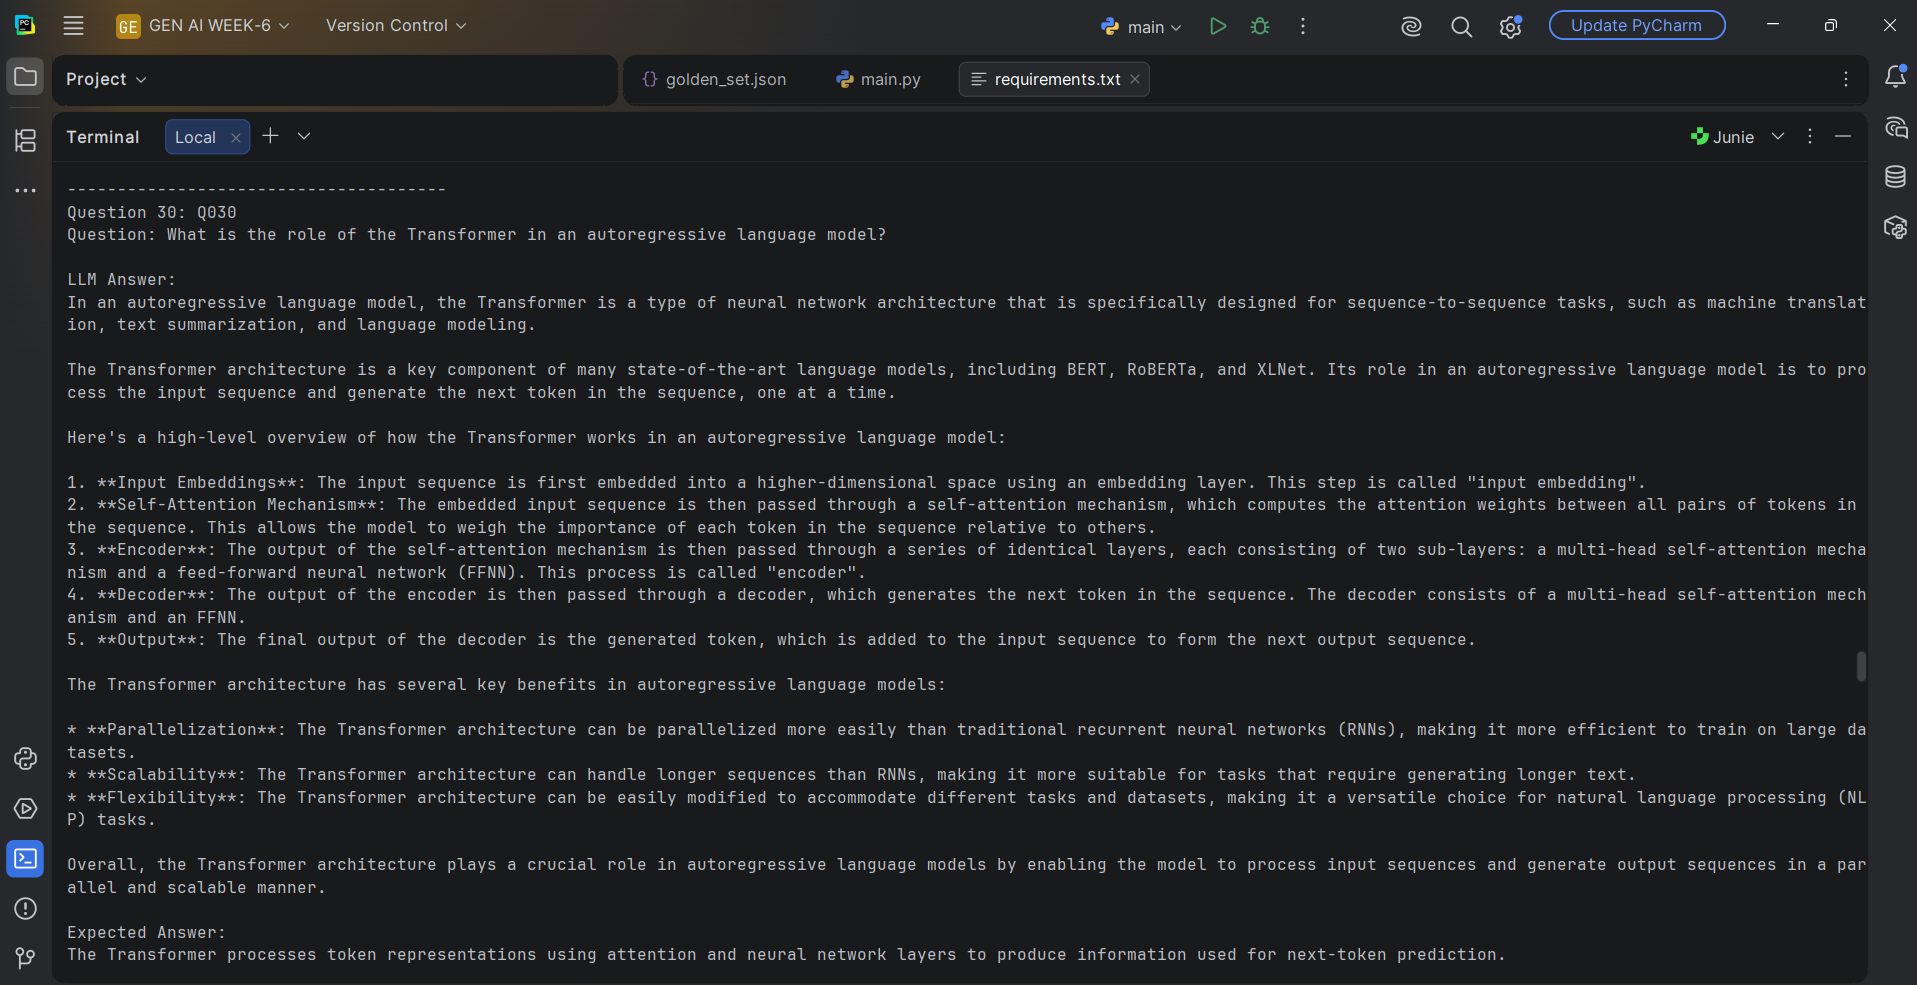 GE GEN AI WEEK-6 Version Control main Update PyCharm
Project golden_set.json main.py requirements.txt
Terminal Local Junie
--------------------------------------
Question 30: Q030
Question: What is the role of the Transformer in an autoregressive language model?
LLM Answer:
In an autoregressive language model, the Transformer is a type of neural network architecture that is specifically designed for sequence-to-sequence tasks, such as machine translat
ion, text summarization, and language modeling.
The Transformer architecture is a key component of many state-of-the-art language models, including BERT, RoBERTa, and XLNet. Its role in an autoregressive language model is to pro
cess the input sequence and generate the next token in the sequence, one at a time.
Here's a high-level overview of how the Transformer works in an autoregressive language model:
1. **Input Embeddings**: The input sequence is first embedded into a higher-dimensional space using an embedding layer. This step is called "input embedding".
2. **Self-Attention Mechanism**: The embedded input sequence is then passed through a self-attention mechanism, which computes the attention weights between all pairs of tokens in
the sequence. This allows the model to weigh the importance of each token in the sequence relative to others.
3. **Encoder**: The output of the self-attention mechanism is then passed through a series of identical layers, each consisting of two sub-layers: a multi-head self-attention mecha
nism and a feed-forward neural network (FFNN). This process is called "encoder".
4. **Decoder**: The output of the encoder is then passed through a decoder, which generates the next token in the sequence. The decoder consists of a multi-head self-attention mech
anism and an FFNN.
5. **Output**: The final output of the decoder is the generated token, which is added to the input sequence to form the next output sequence.
The Transformer architecture has several key benefits in autoregressive language models:
* **Parallelization**: The Transformer architecture can be parallelized more easily than traditional recurrent neural networks (RNNs), making it more efficient to train on large da
tasets.
* **Scalability**: The Transformer architecture can handle longer sequences than RNNs, making it more suitable for tasks that require generating longer text.
* **Flexibility**: The Transformer architecture can be easily modified to accommodate different tasks and datasets, making it a versatile choice for natural language processing (NL
P) tasks.
Overall, the Transformer architecture plays a crucial role in autoregressive language models by enabling the model to process input sequences and generate output sequences in a par
allel and scalable manner.
Expected Answer:
The Transformer processes token representations using attention and neural network layers to produce information used for next-token prediction.